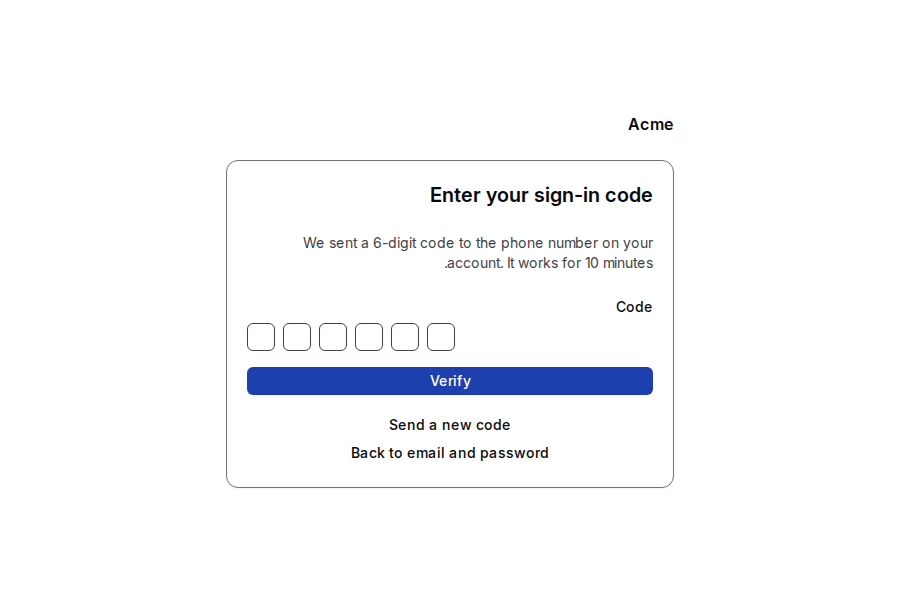 Acme
Enter your sign-in code
We sent a 6-digit code to the phone number on your
.account. It works for 10 minutes
Code
Verify
Send a new code
Back to email and password